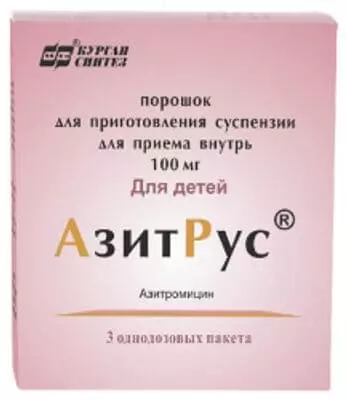 КУРГАН
СИНТЕЗ
порошок
для приготовления суспензии
для приема внутрь
100 мг
Для детей
АзитРус®
Азитромицин
3 однодозовых пакета